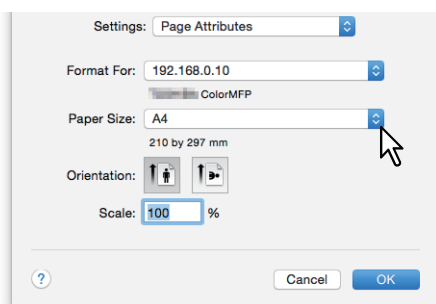 Settings: Page Attributes
Format For: 192.168.0.10
ColorMFP
Paper Size: A4
210 by 297 mm
Orientation:
Scale: 100 %
? Cancel OK